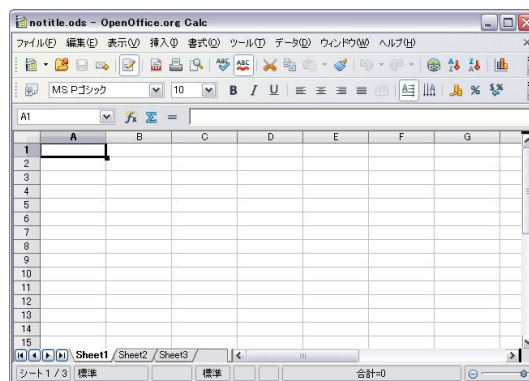 notitle.ods - OpenOffice.org Calc
ファイル(F) 編集(E) 表示(V) 挿入(I) 書式(O) ツール(T) データ(D) ウィンドウ(W) ヘルプ(H)
MS Pゴシック 10 B I U %
A1 =
A B C D E F G
1
2
3
4
5
6
7
8
9
10
11
12
13
14
15
Sheet1 Sheet2 Sheet3
シート1 / 3 標準 標準 合計=0